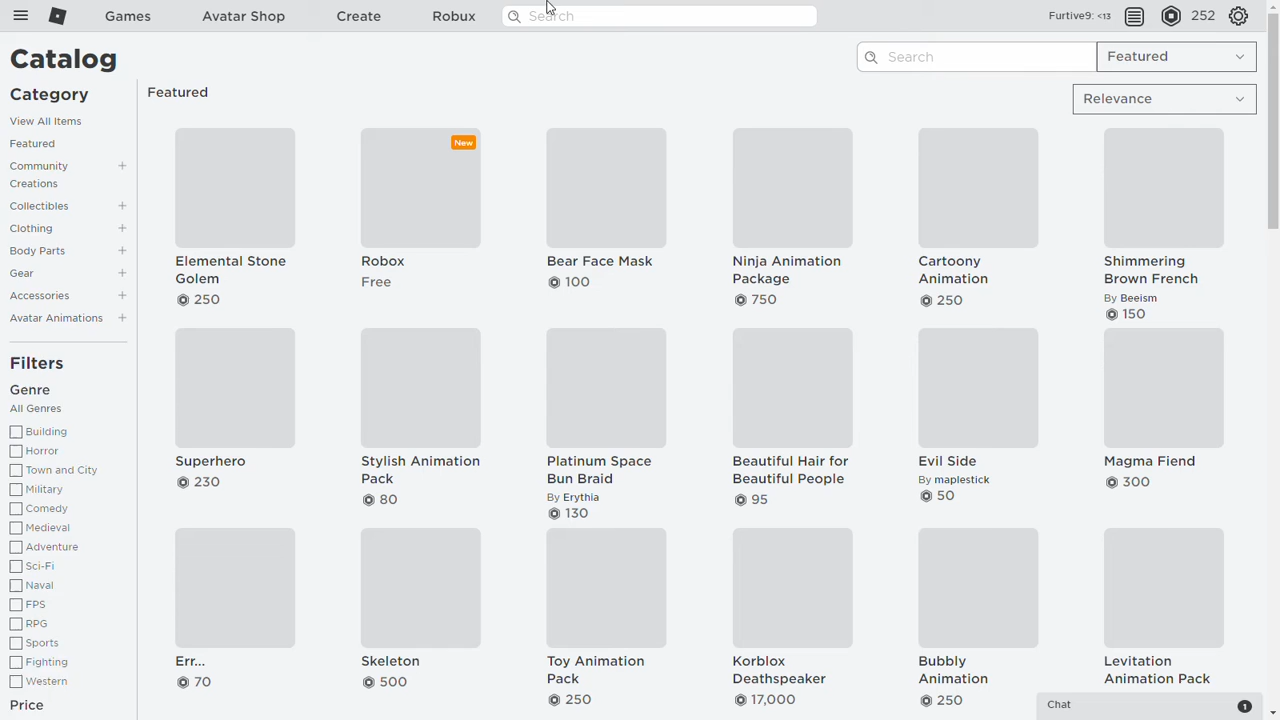 Games
Avatar Shop
Create
Robux
Search
Furtive9: <13
252
Catalog
Search
Featured
Category
View All Items
Featured
Community
Creations
Collectibles
Clothing
Body Parts
Gear
Accessories
Avatar Animations
Filters
Genre
All Genres
Building
Horror
Town and City
Military
Comedy
Medieval
Adventure
Sci-Fi
Naval
FPS
RPG
Sports
Fighting
Western
Price
Featured
Relevance
Elemental Stone
Golem
250
New
Robox
Free
Bear Face Mask
100
Ninja Animation
Package
750
Cartoony
Animation
250
Shimmering
Brown French
By Beeism
150
Superhero
230
Stylish Animation
Pack
80
Platinum Space
Bun Braid
By Erythia
130
Beautiful Hair for
Beautiful People
95
Evil Side
By maplestick
50
Magma Fiend
300
Err...
70
Skeleton
500
Toy Animation
Pack
250
Korblox
Deathspeaker
17,000
Bubbly
Animation
250
Levitation
Animation Pack
Chat
1